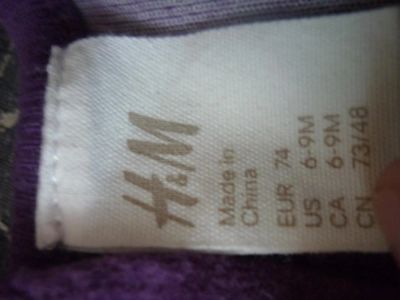 H&M
Made in
China
EUR 74
US 6-9M
CA 6-9M
CN 73/48